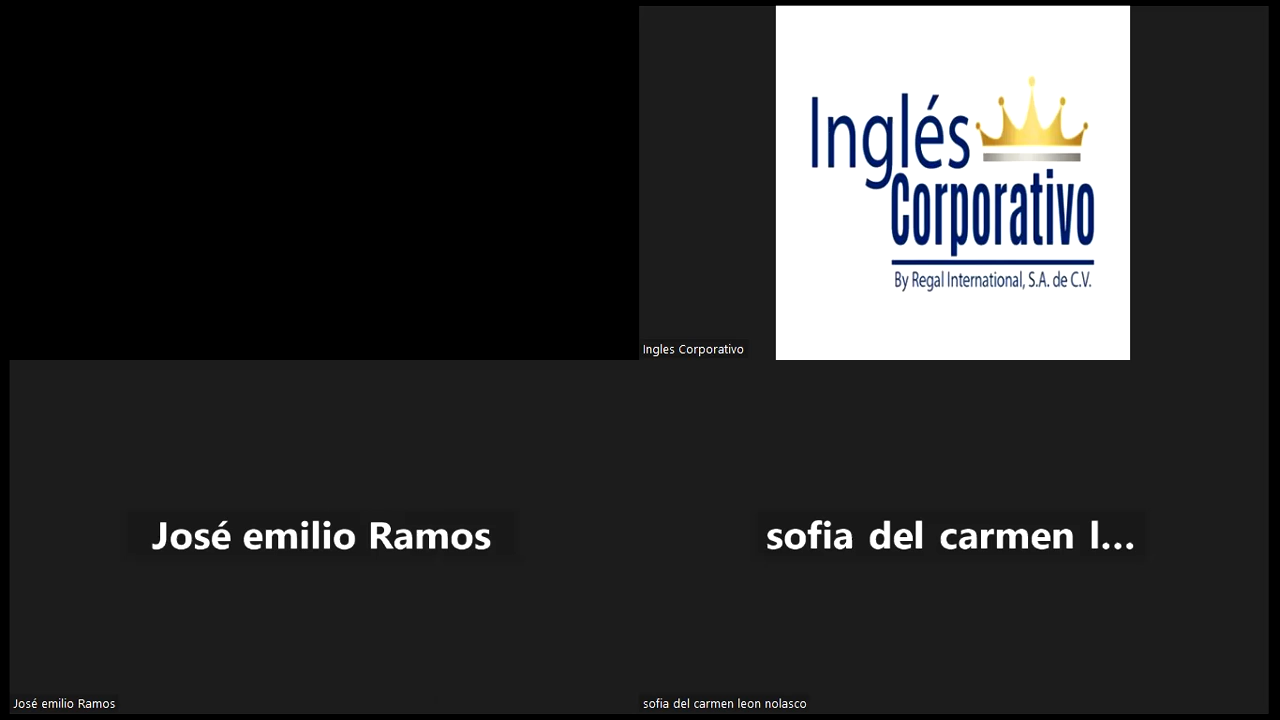 Inglés
Corporativo
By Regal International, S.A. de C.V.
Ingles Corporativo
José emilio Ramos
sofia del carmen l...
José emilio Ramos
sofia del carmen leon nolasco